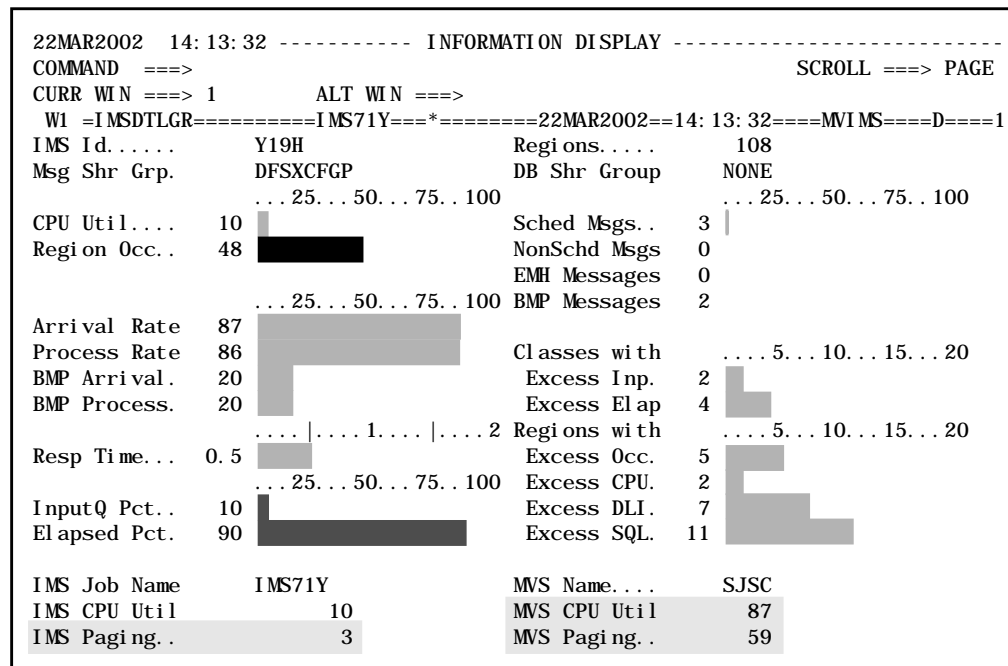 22MAR2002  14:13:32 ----------- INFORMATION DISPLAY ---------------------------
COMMAND  ===>                                                 SCROLL ===> PAGE
CURR WIN ===> 1        ALT WIN ===>
 W1 =IMSDTLGR==========IMS71Y===*========22MAR2002==14:13:32====MVIMS====D====1
IMS Id......      Y19H                 Regions.....      108
Msg Shr Grp.      DFSXCFGP             DB Shr Group     NONE
                  ...25...50...75..100                  ...25...50...75..100
CPU Util....   10                      Sched Msgs..   3
Region Occ..   48                      NonSchd Msgs   0
                                       EMH Messages   0
                  ...25...50...75..100 BMP Messages   2
Arrival Rate   87
Process Rate   86                      Classes with     ....5...10...15...20
BMP Arrival.   20                       Excess Inp.   2
BMP Process.   20                       Excess Elap   4
                  ....|....1....|....2 Regions with     ....5...10...15...20
Resp Time...  0.5                       Excess Occ.   5
                  ...25...50...75..100  Excess CPU.   2
InputQ Pct..   10                       Excess DLI.   7
Elapsed Pct.   90                       Excess SQL.  11
IMS Job Name      IMS71Y               MVS Name....     SJSC
IMS CPU Util            10             MVS CPU Util       87
IMS Paging..             3             MVS Paging..       59